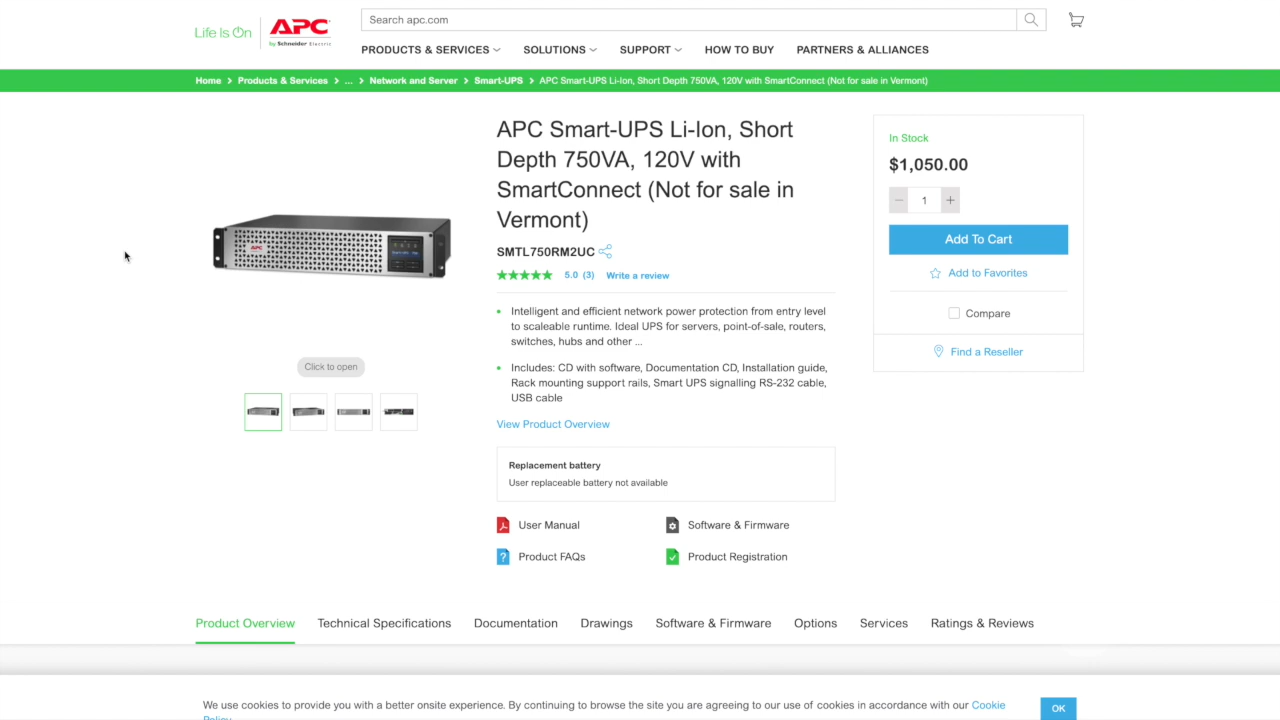 Life Is On
APC
by Schneider Electric
Search apc.com
PRODUCTS & SERVICES
SOLUTIONS
SUPPORT
HOW TO BUY
PARTNERS & ALLIANCES
Home > Products & Services > ... > Network and Server > Smart-UPS > APC Smart-UPS Li-Ion, Short Depth 750VA, 120V with SmartConnect (Not for sale in Vermont)
APC
Click to open
APC Smart-UPS Li-Ion, Short
Depth 750VA, 120V with
SmartConnect (Not for sale in
Vermont)
SMTL750RM2UC
5.0 (3) Write a review
Intelligent and efficient network power protection from entry level
to scaleable runtime. Ideal UPS for servers, point-of-sale, routers,
switches, hubs and other ...
Includes: CD with software, Documentation CD, Installation guide,
Rack mounting support rails, Smart UPS signalling RS-232 cable,
USB cable
View Product Overview
Replacement battery
User replaceable battery not available
User Manual
Software & Firmware
Product FAQs
Product Registration
In Stock
$1,050.00
− 1 +
Add To Cart
Add to Favorites
Compare
Find a Reseller
Product Overview
Technical Specifications
Documentation
Drawings
Software & Firmware
Options
Services
Ratings & Reviews
We use cookies to provide you with a better onsite experience. By continuing to browse the site you are agreeing to our use of cookies in accordance with our Cookie
Policy.
OK